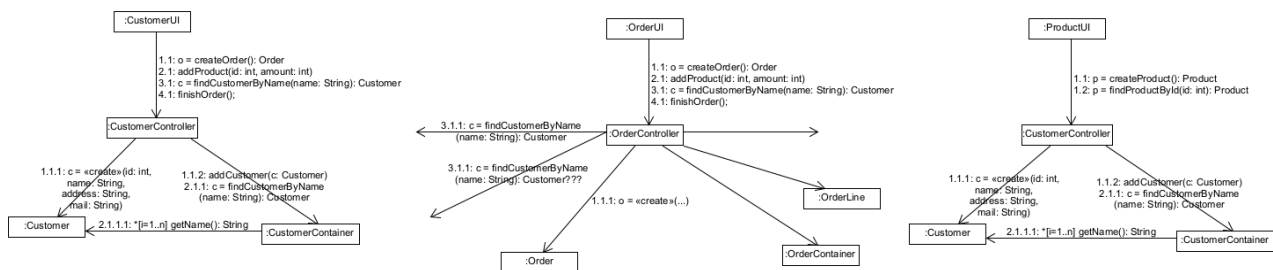 :CustomerUI
1.1: o = createOrder(): Order
2.1: addProduct(id: int, amount: int)
3.1: c = findCustomerByName(name: String): Customer
4.1: finishOrder();
:CustomerController
1.1.1: c = «create»(id: int,
name: String,
address: String,
mail: String)
1.1.2: addCustomer(c: Customer)
2.1.1: c = findCustomerByName
(name: String): Customer
:Customer
2.1.1.1: *[i=1..n] getName(): String
:CustomerContainer
:OrderUI
1.1: o = createOrder(): Order
2.1: addProduct(id: int, amount: int)
3.1: c = findCustomerByName(name: String): Customer
4.1: finishOrder();
3.1.1: c = findCustomerByName
(name: String): Customer
:OrderController
3.1.1: c = findCustomerByName
(name: String): Customer???
1.1.1: o = «create»(...)
:OrderLine
:Order
:OrderContainer
:ProductUI
1.1: p = createProduct(): Product
1.2: p = findProductById(id: int): Product
:CustomerController
1.1.1: c = «create»(id: int,
name: String,
address: String,
mail: String)
1.1.2: addCustomer(c: Customer)
2.1.1: c = findCustomerByName
(name: String): Customer
:Customer
2.1.1.1: *[i=1..n] getName(): String
:CustomerContainer